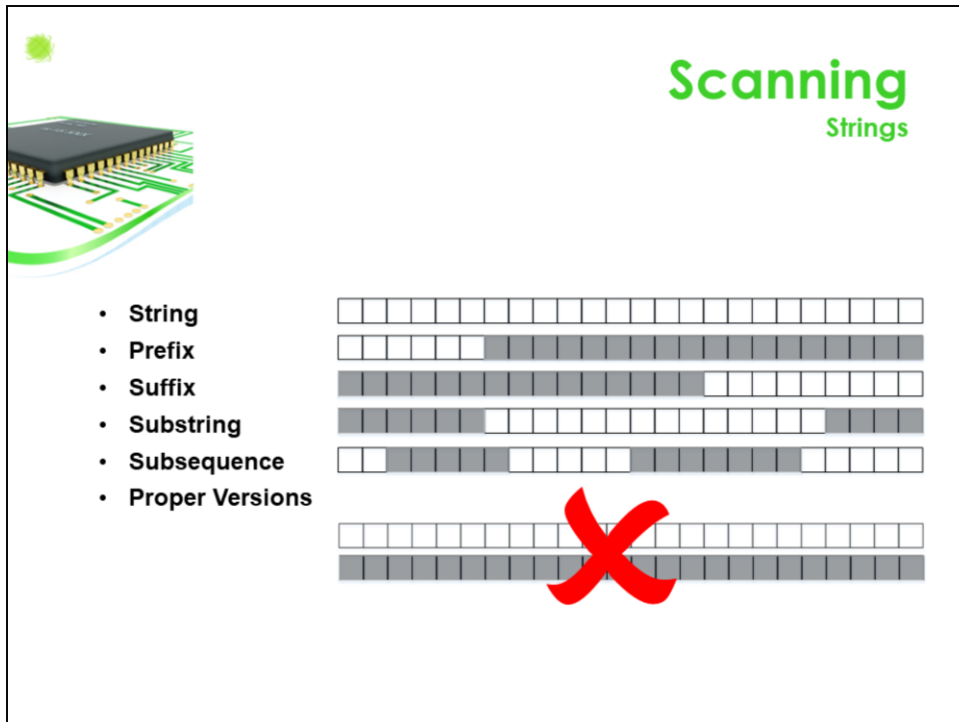 Scanning
Strings
• String
• Prefix
• Suffix
• Substring
• Subsequence
• Proper Versions